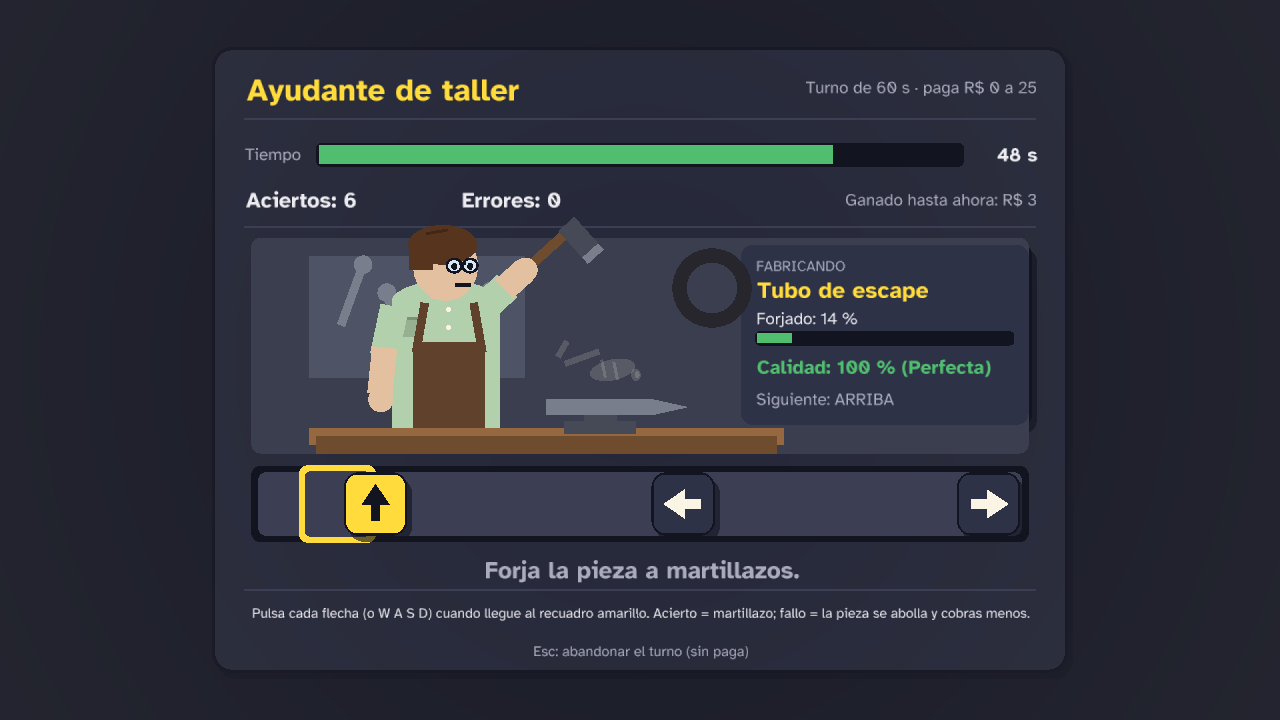 Ayudante de taller
Turno de 60 s · paga R$ 0 a 25
Tiempo
48 s
Aciertos: 6
Errores: 0
Ganado hasta ahora: R$ 3
FABRICANDO
Tubo de escape
Forjado: 14 %
Calidad: 100 % (Perfecta)
Siguiente: ARRIBA
Forja la pieza a martillazos.
Pulsa cada flecha (o W A S D) cuando llegue al recuadro amarillo. Acierto = martillazo; fallo = la pieza se abolla y cobras menos.
Esc: abandonar el turno (sin paga)